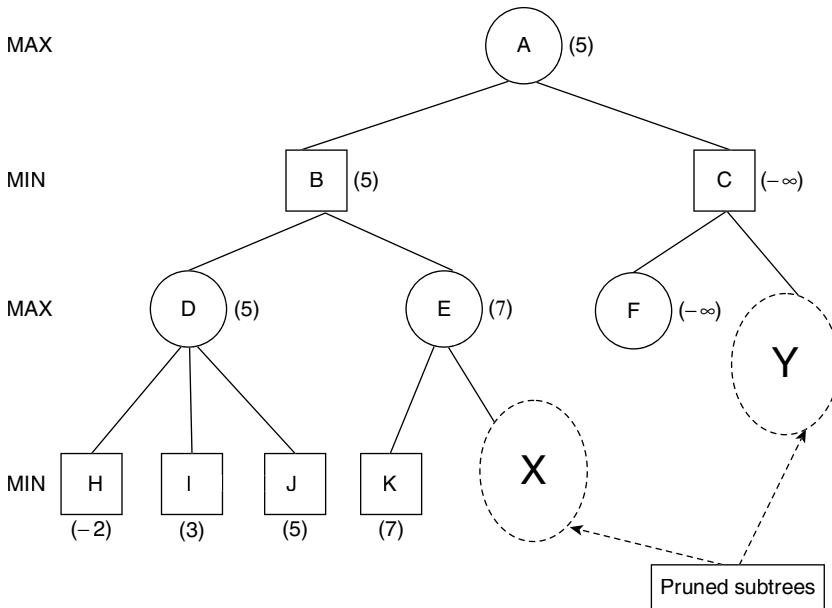 MAX
A (5)
MIN
B (5)
C (−∞)
MAX
D (5)
E (7)
F (−∞)
Y
MIN
H
I
J
K
X
(−2)
(3)
(5)
(7)
Pruned subtrees